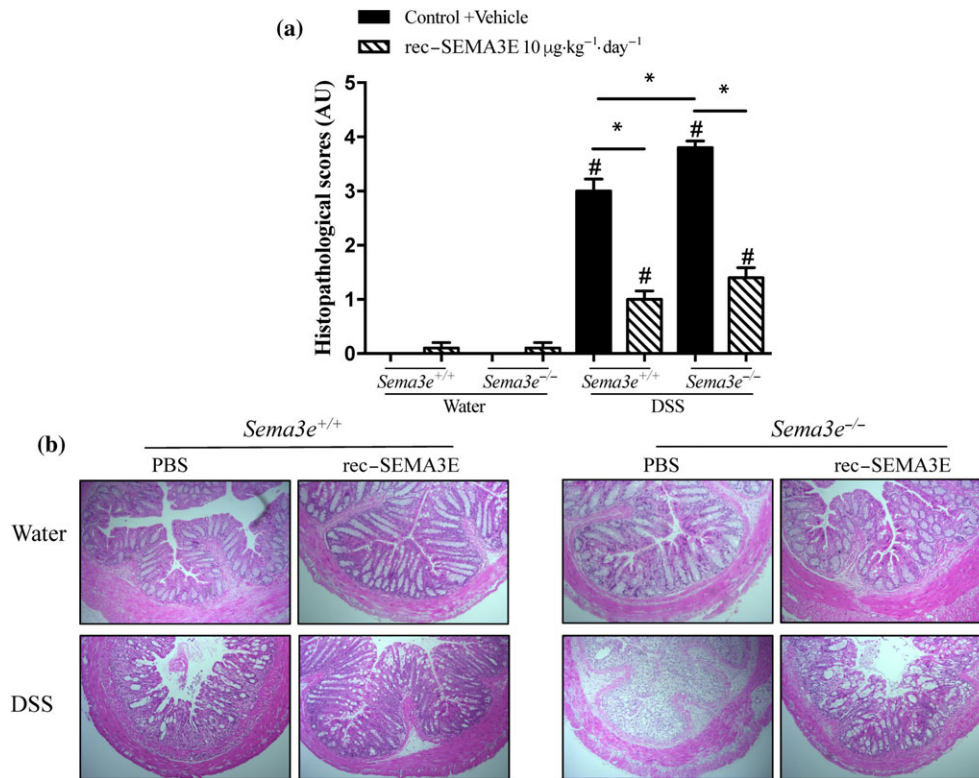 (a)
Control +Vehicle
rec-SEMA3E 10 μg·kg⁻¹·day⁻¹
Histopathological scores (AU)
5
4
3
2
1
0
*
*
*
#
#
#
#
Sema3e⁺/⁺
Sema3e⁻/⁻
Sema3e⁺/⁺
Sema3e⁻/⁻
Water
DSS
(b)
Sema3e⁺/⁺
Sema3e⁻/⁻
PBS
rec-SEMA3E
PBS
rec-SEMA3E
Water
DSS